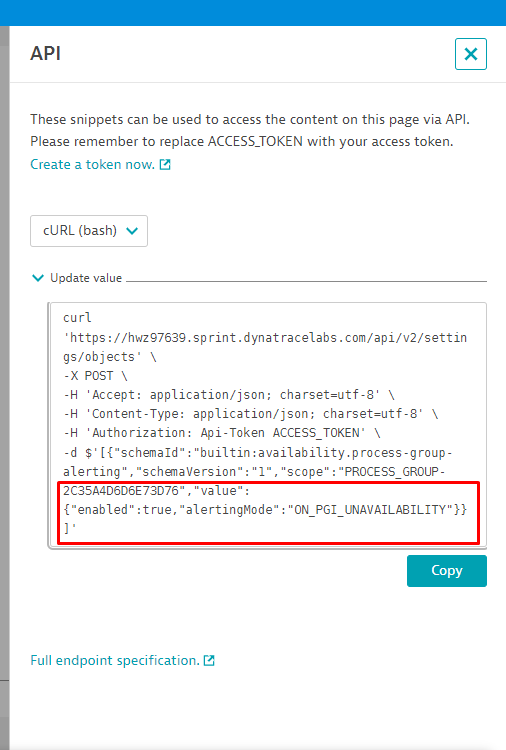 API
These snippets can be used to access the content on this page via API.
Please remember to replace ACCESS_TOKEN with your access token.
Create a token now.
cURL (bash)
Update value
curl
'https://hwz97639.sprint.dynatracelabs.com/api/v2/settin
gs/objects' \
-X POST \
-H 'Accept: application/json; charset=utf-8' \
-H 'Content-Type: application/json; charset=utf-8' \
-H 'Authorization: Api-Token ACCESS_TOKEN' \
-d $'[{"schemaId":"builtin:availability.process-group-
alerting","schemaVersion":"1","scope":"PROCESS_GROUP-
2C35A4D6D6E73D76","value":
{"enabled":true,"alertingMode":"ON_PGI_UNAVAILABILITY"}}
]'
Copy
Full endpoint specification.